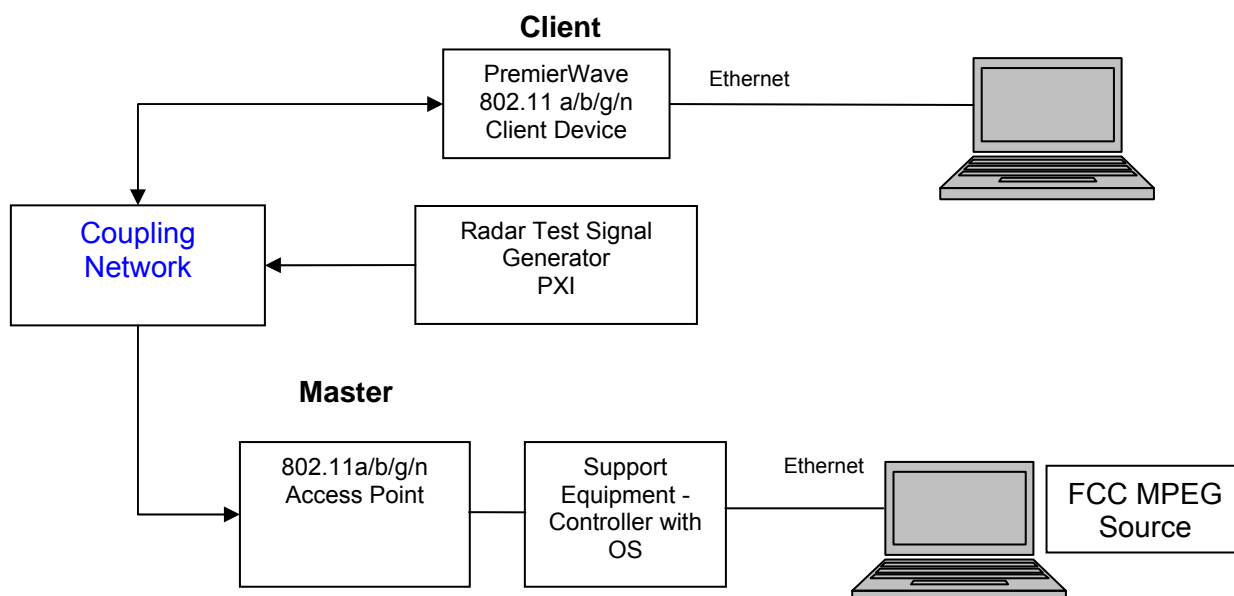 Client
PremierWave
802.11 a/b/g/n
Client Device
Ethernet
Coupling
Network
Radar Test Signal
Generator
PXI
Master
802.11a/b/g/n
Access Point
Support
Equipment -
Controller with
OS
Ethernet
FCC MPEG
Source